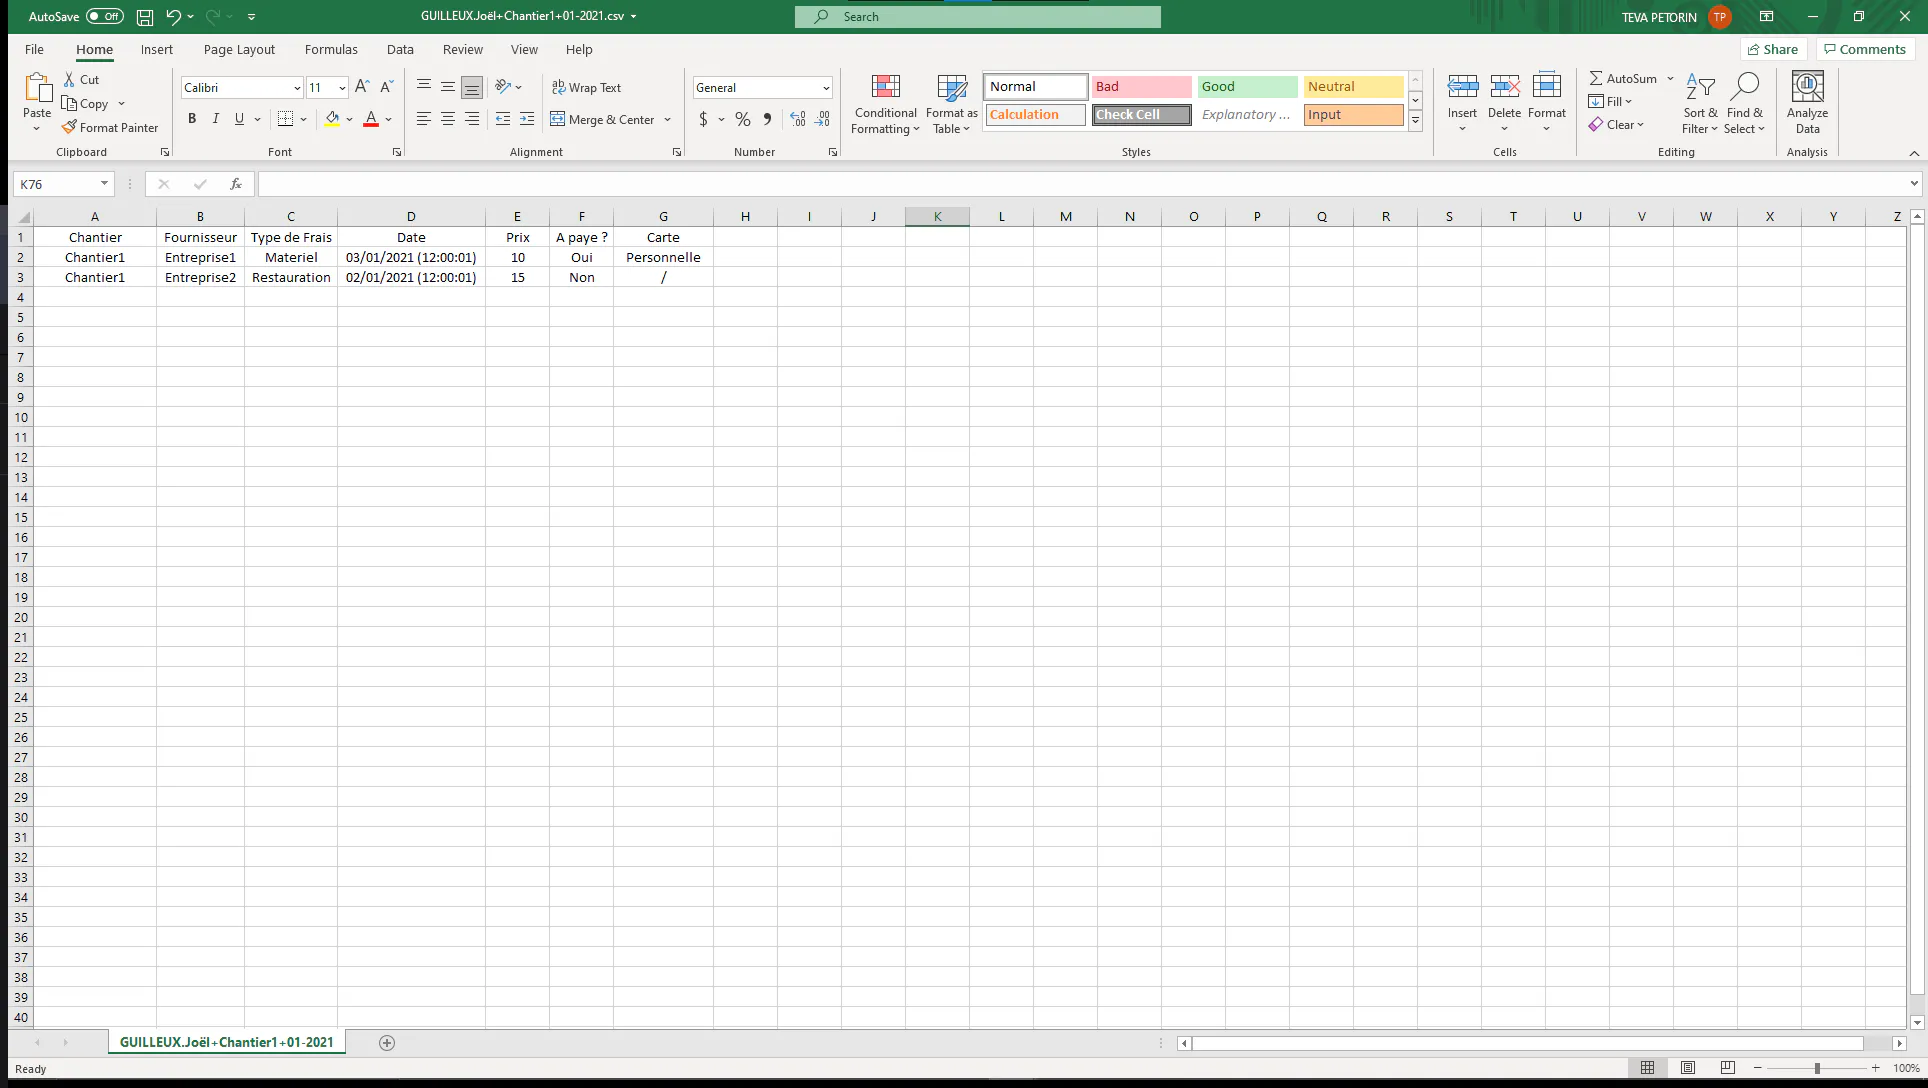 AutoSave Off GUILLEUX.Joël+Chantier1+01-2021.csv Search TEVA PETORIN TP
File Home Insert Page Layout Formulas Data Review View Help Share Comments
Paste Cut Copy Format Painter
Clipboard
Calibri 11
B I U
Font
Wrap Text
Merge & Center
Alignment
General
$ % 9
Number
Conditional Formatting Format as Table
Normal Bad Good Neutral
Calculation Check Cell Explanatory ... Input
Styles
Insert Delete Format
Cells
AutoSum
Fill
Clear
Sort & Filter Find & Select
Editing
Analyze Data
Analysis
K76 fx
A B C D E F G H I J K L M N O P Q R S T U V W X Y Z
1 Chantier Fournisseur Type de Frais Date Prix A paye ? Carte
2 Chantier1 Entreprise1 Materiel 03/01/2021 (12:00:01) 10 Oui Personnelle
3 Chantier1 Entreprise2 Restauration 02/01/2021 (12:00:01) 15 Non /
4
5
6
7
8
9
10
11
12
13
14
15
16
17
18
19
20
21
22
23
24
25
26
27
28
29
30
31
32
33
34
35
36
37
38
39
40
GUILLEUX.Joël+Chantier1+01-2021
Ready 100%